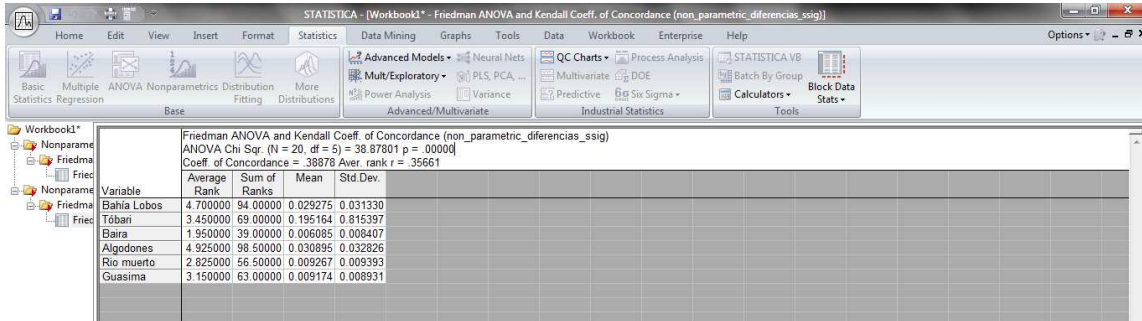 STATISTICA - [Workbook1* - Friedman ANOVA and Kendall Coeff. of Concordance (non_parametric_diferencias_ssig)]
Home Edit View Insert Format Statistics Data Mining Graphs Tools Data Workbook Enterprise Help Options
Advanced Models Neural Nets QC Charts Process Analysis STATISTICA VB
Mult/Exploratory PLS, PCA, ... Multivariate DOE Batch By Group
Basic Statistics Multiple Regression ANOVA Nonparametrics Distribution Fitting More Distributions
Power Analysis Variance Predictive Six Sigma Calculators Block Data Stats
Base Advanced/Multivariate Industrial Statistics Tools
Workbook1*
Nonparame
Friedma
Fried
Nonparame
Friedma
Fried
Friedman ANOVA and Kendall Coeff. of Concordance (non_parametric_diferencias_ssig)
ANOVA Chi Sqr. (N = 20, df = 5) = 38.87801 p = .00000
Coeff. of Concordance = .38878 Aver. rank r = .35661
Variable Average Rank Sum of Ranks Mean Std.Dev.
Bahía Lobos 4.700000 94.00000 0.029275 0.031330
Tóbari 3.450000 69.00000 0.195164 0.815397
Baira 1.950000 39.00000 0.006085 0.008407
Algodones 4.925000 98.50000 0.030895 0.032826
Rio muerto 2.825000 56.50000 0.009267 0.009393
Guasima 3.150000 63.00000 0.009174 0.008931